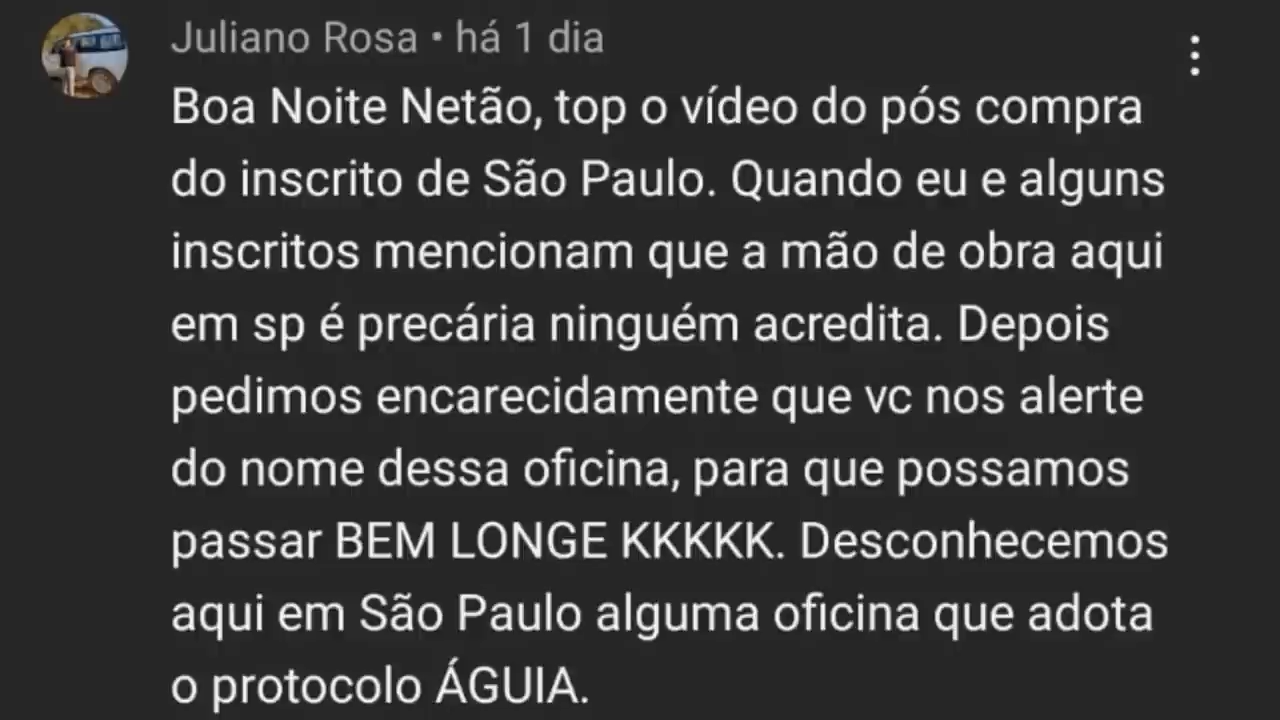 Juliano Rosa • há 1 dia
Boa Noite Netão, top o vídeo do pós compra
do inscrito de São Paulo. Quando eu e alguns
inscritos mencionam que a mão de obra aqui
em sp é precária ninguém acredita. Depois
pedimos encarecidamente que vc nos alerte
do nome dessa oficina, para que possamos
passar BEM LONGE KKKKK. Desconhecemos
aqui em São Paulo alguma oficina que adota
o protocolo ÁGUIA.